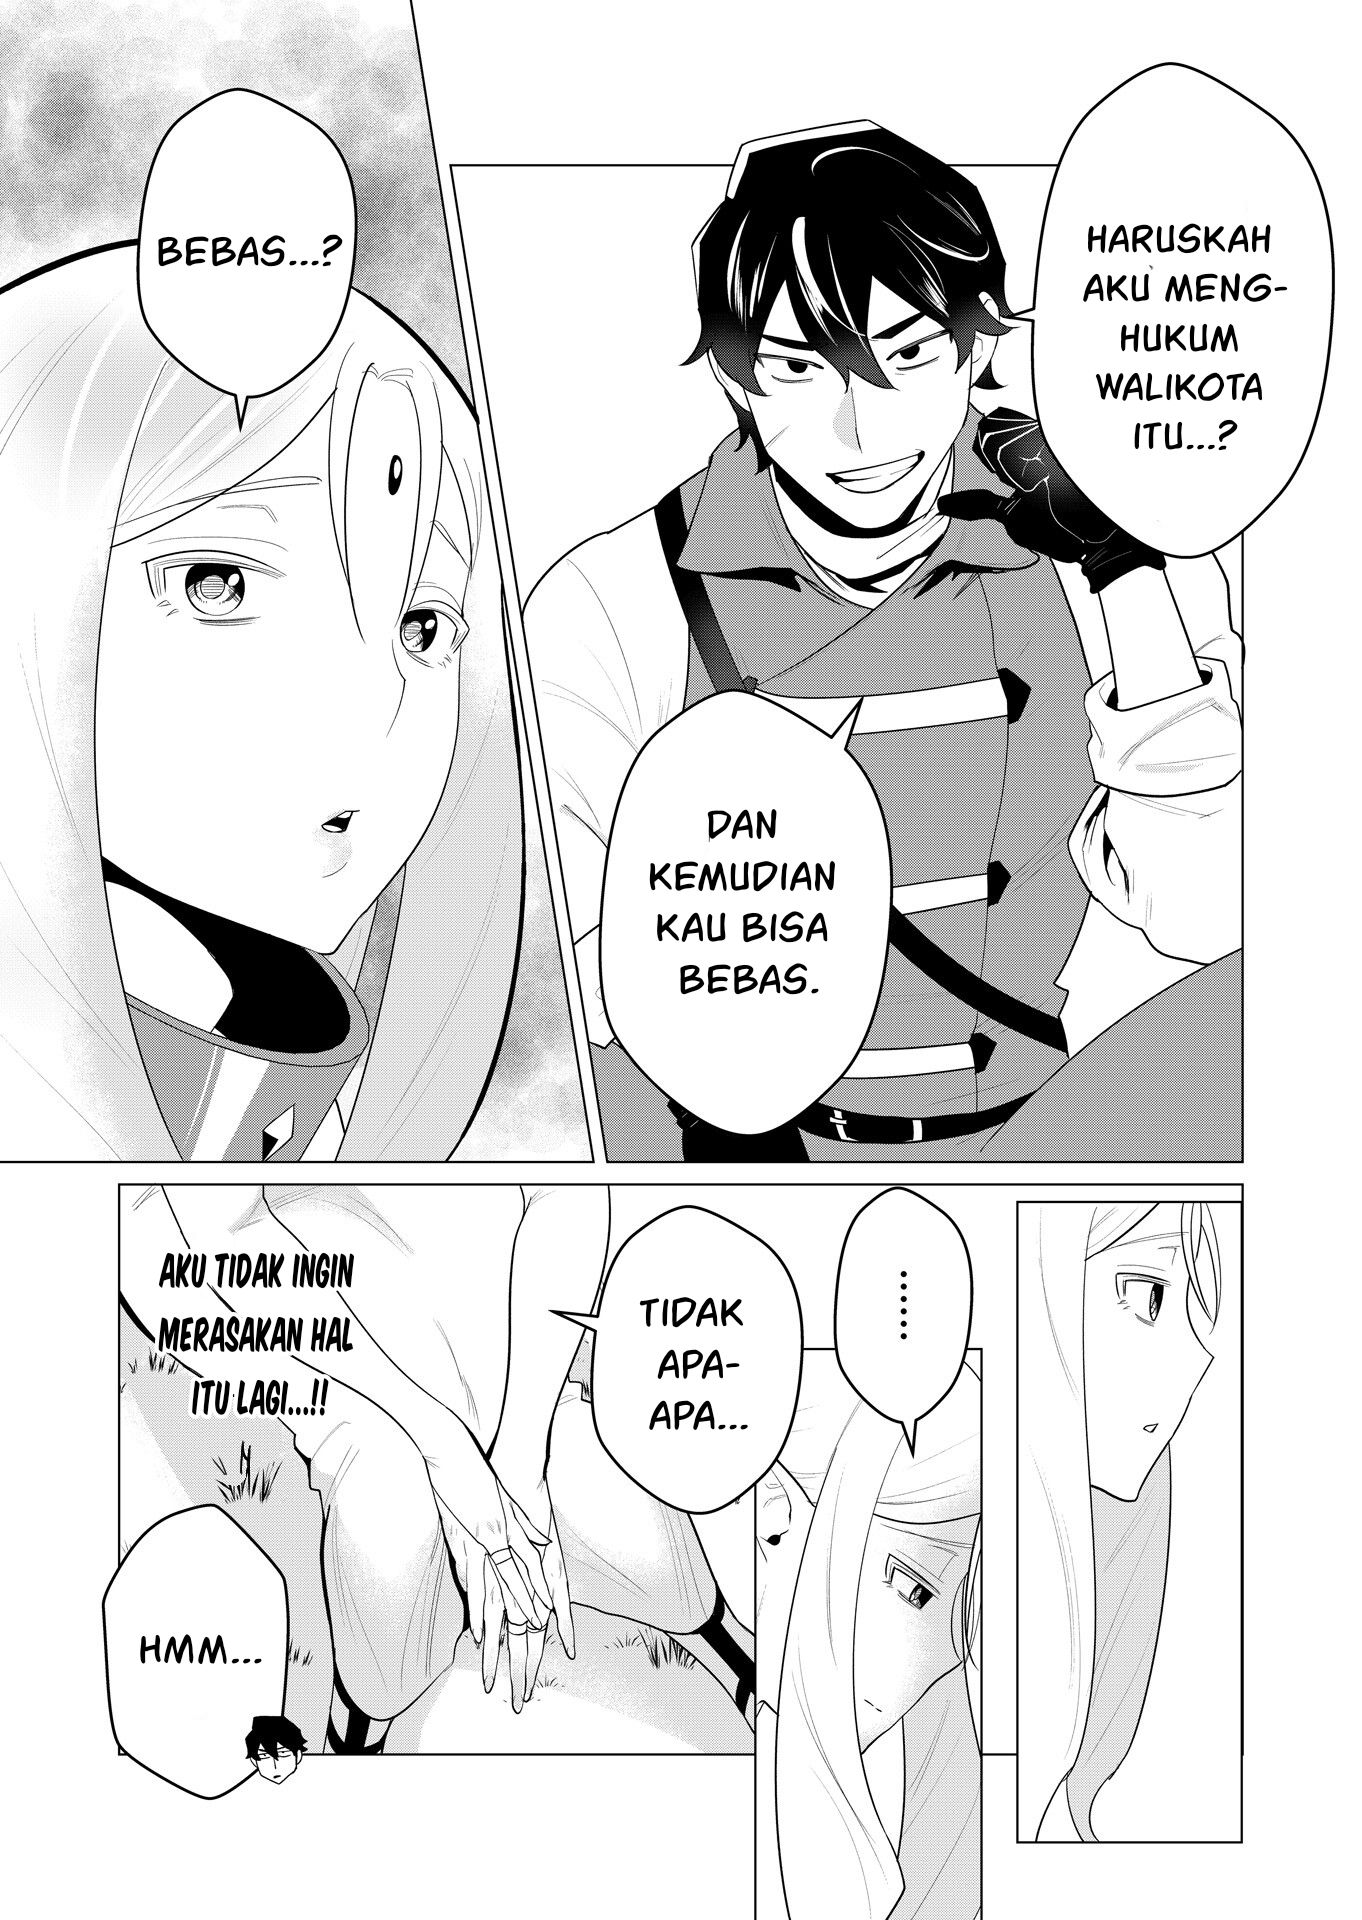 HARUSKAH
AKU MENG-
HUKUM
WALIKOTA
ITU...?
DAN
KEMUDIAN
KAU BISA
BEBAS.
BEBAS...?
......
TIDAK
APA-
APA...
AKU TIDAK INGIN
MERASAKAN HAL
ITU LAGI...!!
HMM...